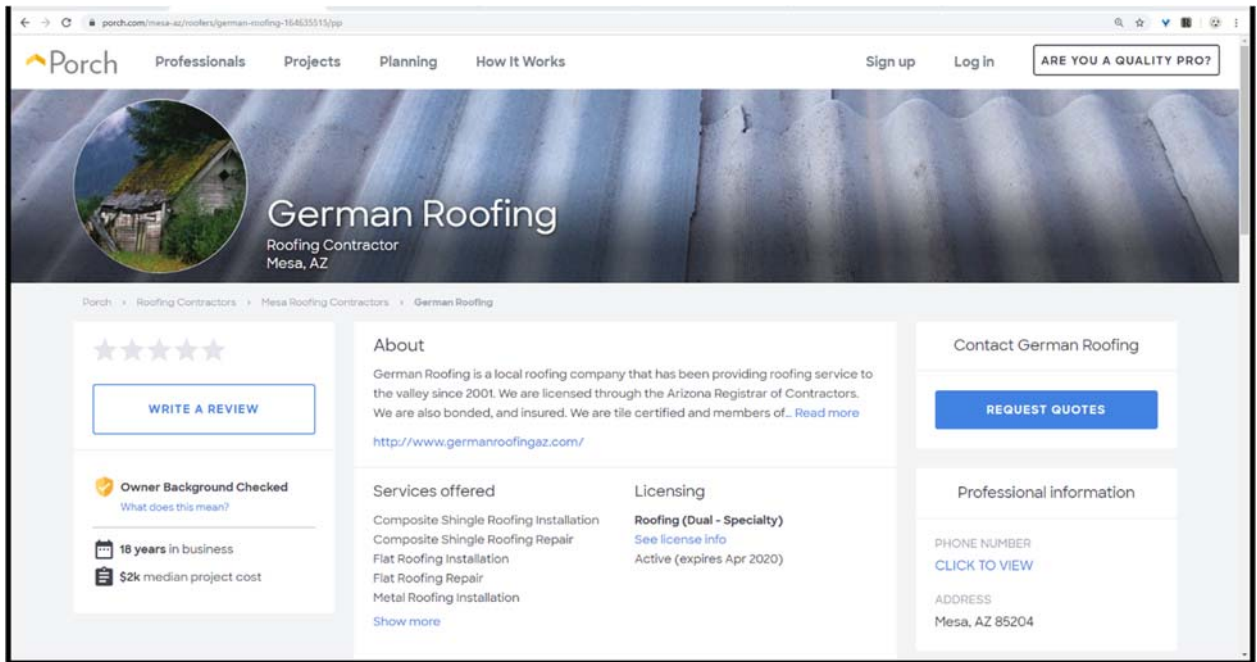 porch.com/mesa-az/roofers/german-roofing-164635515/pp
Porch
Professionals
Projects
Planning
How It Works
Sign up
Log in
ARE YOU A QUALITY PRO?
German Roofing
Roofing Contractor
Mesa, AZ
Porch › Roofing Contractors › Mesa Roofing Contractors › German Roofing
WRITE A REVIEW
Owner Background Checked
What does this mean?
18 years in business
$2k median project cost
About
German Roofing is a local roofing company that has been providing roofing service to
the valley since 2001. We are licensed through the Arizona Registrar of Contractors.
We are also bonded, and insured. We are tile certified and members of... Read more
http://www.germanroofingaz.com/
Services offered
Composite Shingle Roofing Installation
Composite Shingle Roofing Repair
Flat Roofing Installation
Flat Roofing Repair
Metal Roofing Installation
Show more
Licensing
Roofing (Dual - Specialty)
See license info
Active (expires Apr 2020)
Contact German Roofing
REQUEST QUOTES
Professional information
PHONE NUMBER
CLICK TO VIEW
ADDRESS
Mesa, AZ 85204